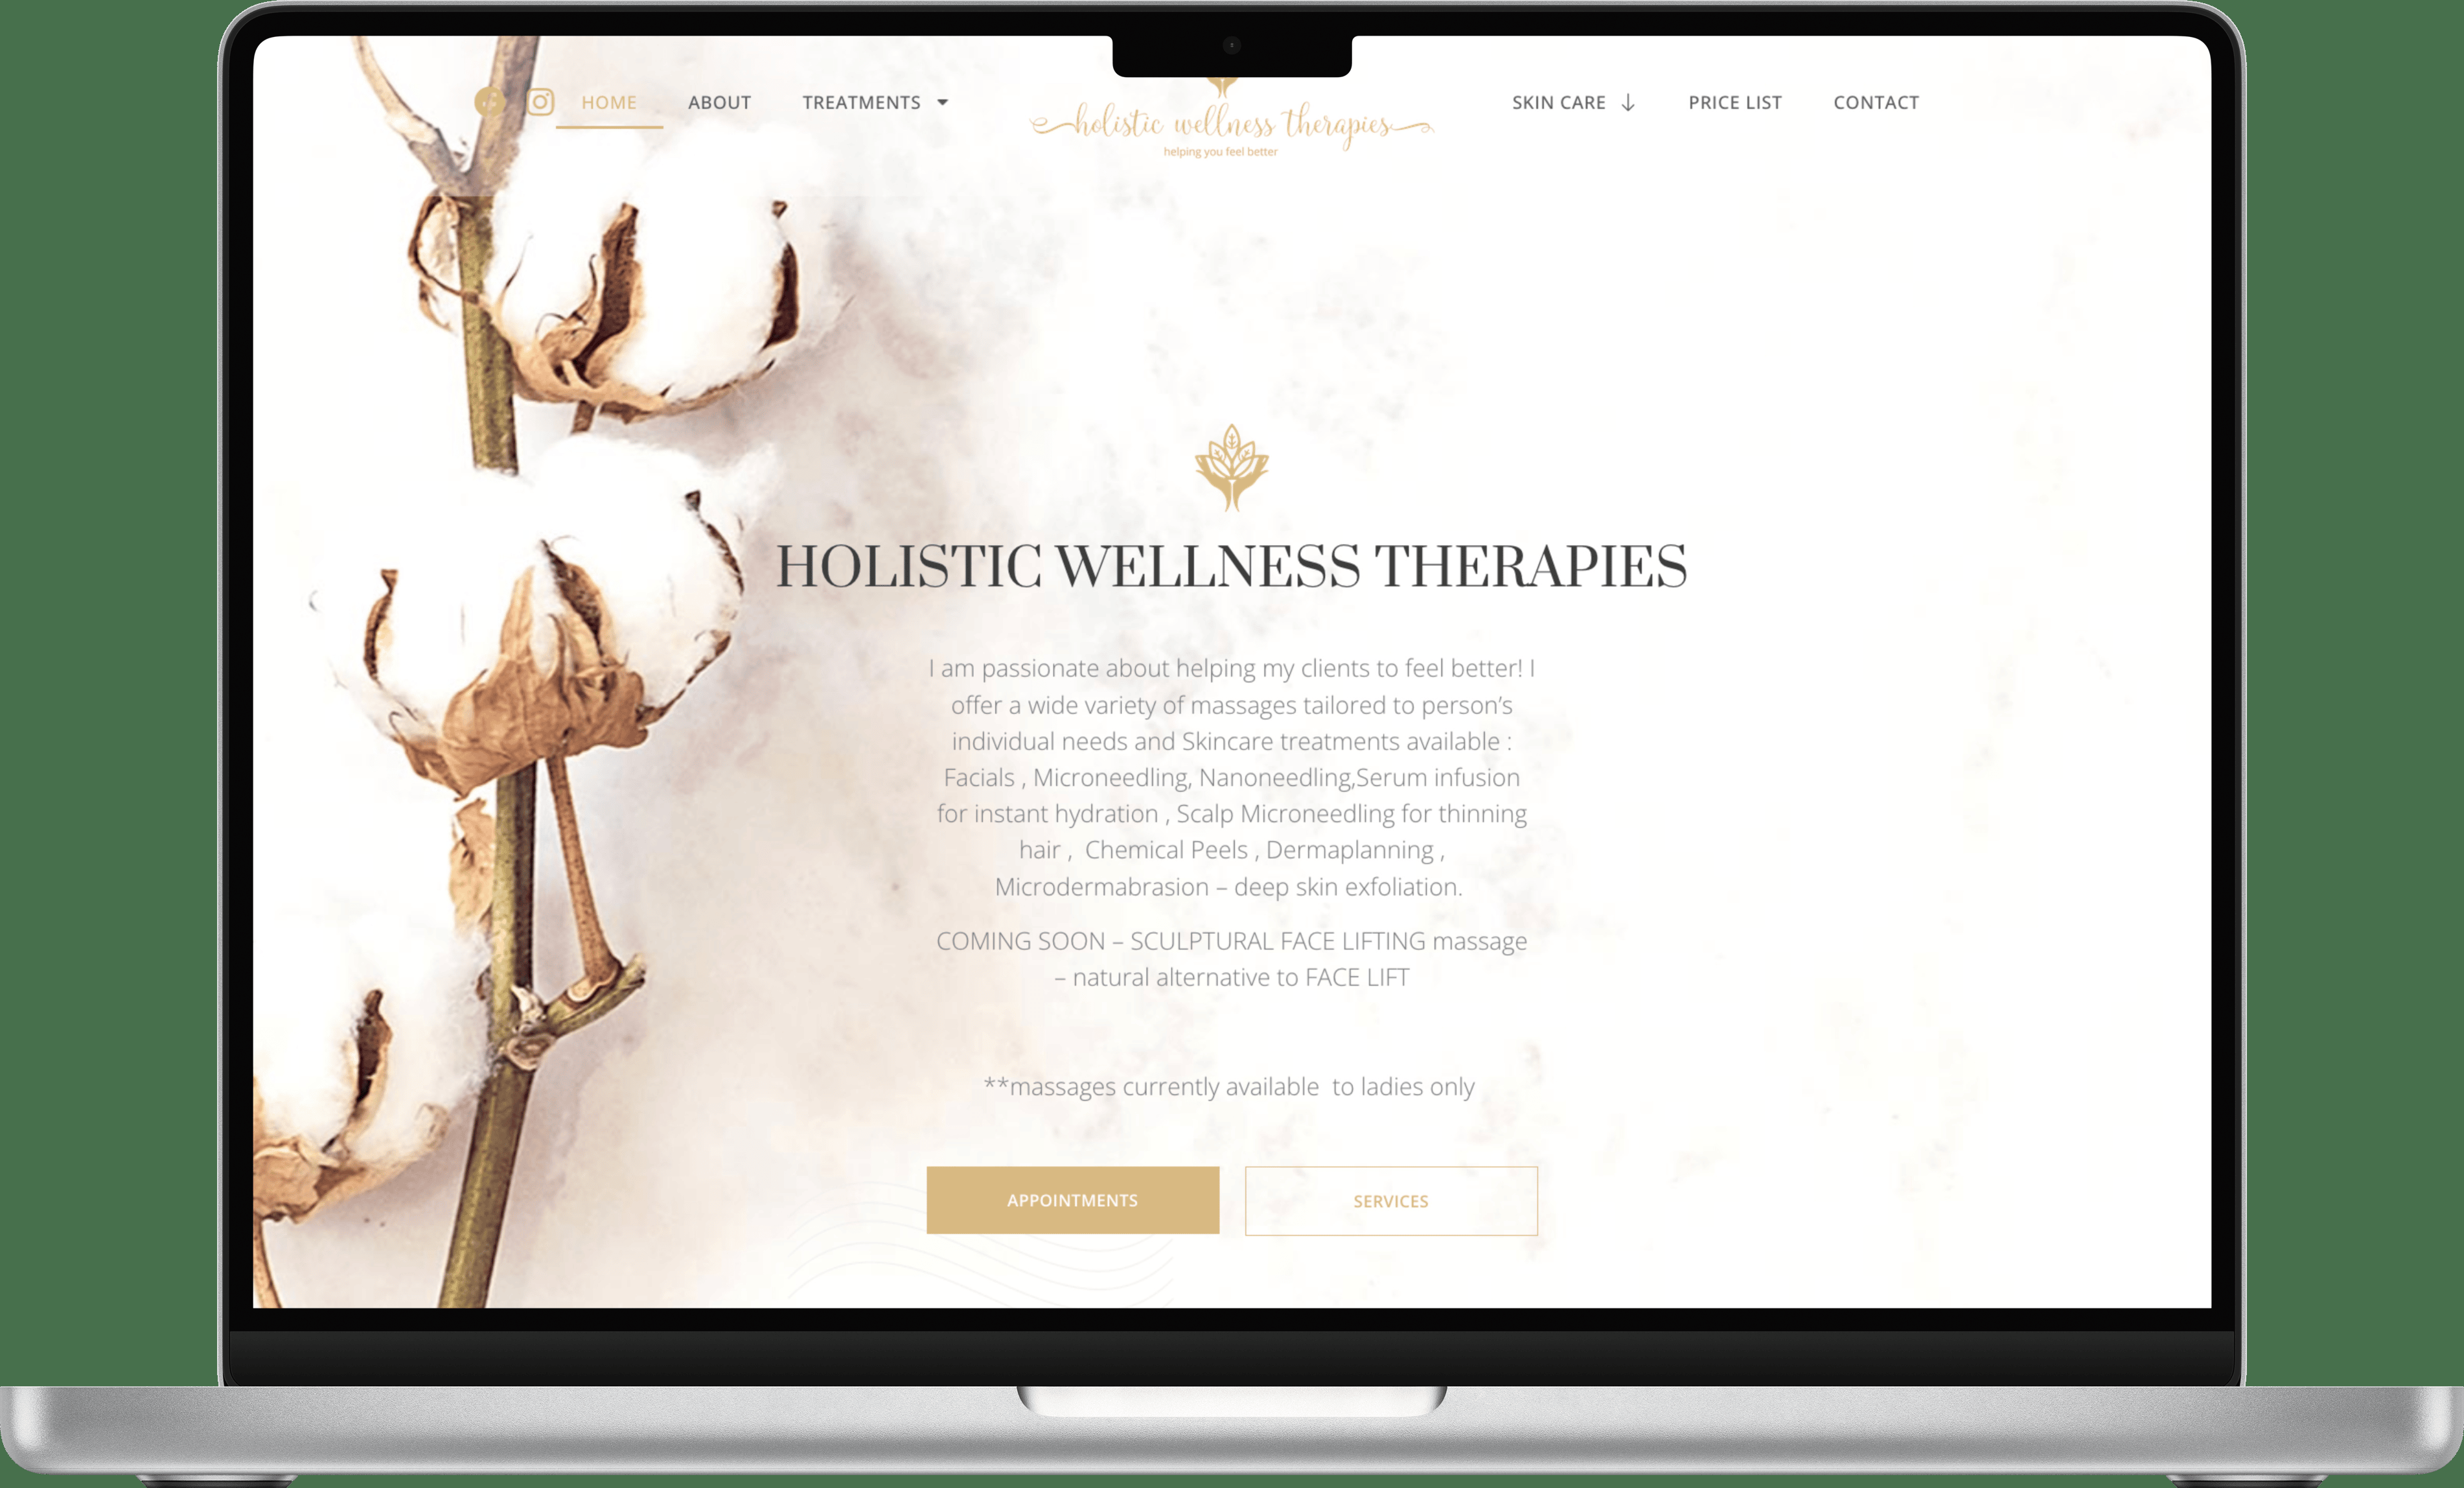 HOME ABOUT TREATMENTS
holistic wellness therapies
helping you feel better
SKIN CARE PRICE LIST CONTACT
HOLISTIC WELLNESS THERAPIES
I am passionate about helping my clients to feel better! I
offer a wide variety of massages tailored to person’s
individual needs and Skincare treatments available :
Facials , Microneedling, Nanoneedling,Serum infusion
for instant hydration , Scalp Microneedling for thinning
hair ,  Chemical Peels , Dermaplanning ,
Microdermabrasion – deep skin exfoliation.
COMING SOON – SCULPTURAL FACE LIFTING massage
– natural alternative to FACE LIFT
**massages currently available  to ladies only
APPOINTMENTS SERVICES